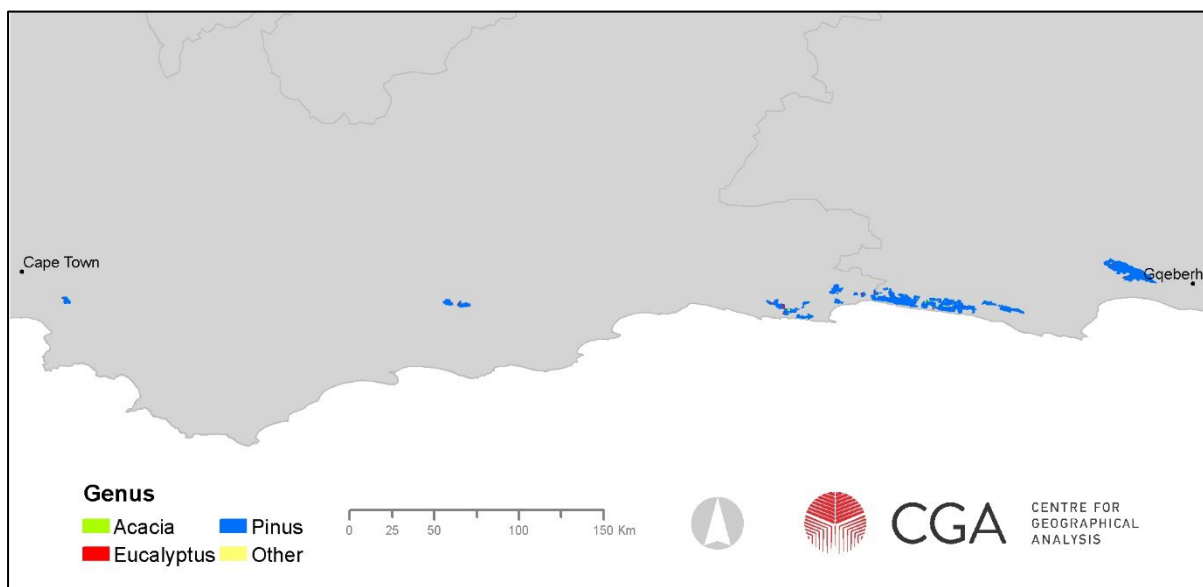 Cape Town
Gqeberh
Genus
Acacia Pinus
Eucalyptus Other
0 25 50 100 150 Km
CGA
CENTRE FOR
GEOGRAPHICAL
ANALYSIS